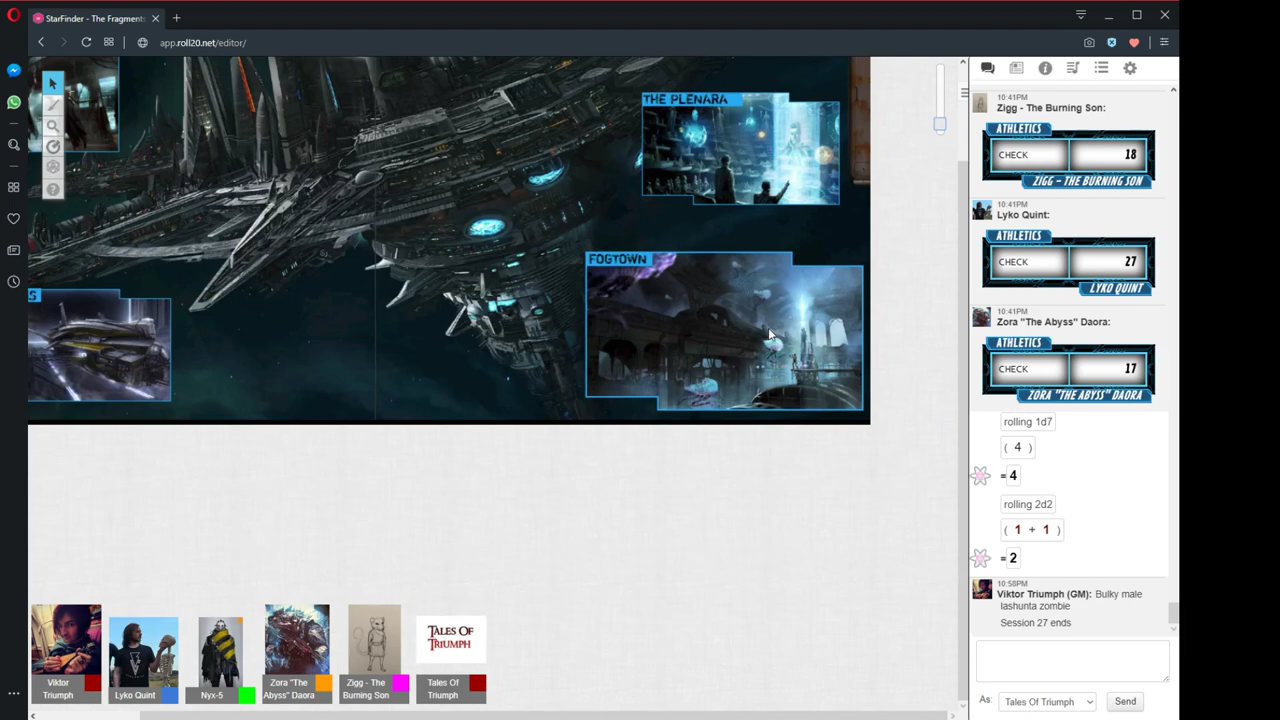 StarFinder - The Fragments
app.roll20.net/editor/
THE PLENARA
FOGTOWN
S
Viktor
Triumph
Lyko Quint
Nyx-5
Zora "The
Abyss" Daora
Zigg - The
Burning Son
TALES OF
TRIUMPH
Tales Of
Triumph
10:41PM
Zigg - The Burning Son:
ATHLETICS
CHECK 18
ZIGG - THE BURNING SON
10:41PM
Lyko Quint:
ATHLETICS
CHECK 27
LYKO QUINT
10:41PM
Zora "The Abyss" Daora:
ATHLETICS
CHECK 17
ZORA "THE ABYSS" DAORA
rolling 1d7
( 4 )
=4
rolling 2d2
( 1 + 1 )
=2
10:58PM
Viktor Triumph (GM): Bulky male
lashunta zombie
Session 27 ends
As: Tales Of Triumph Send